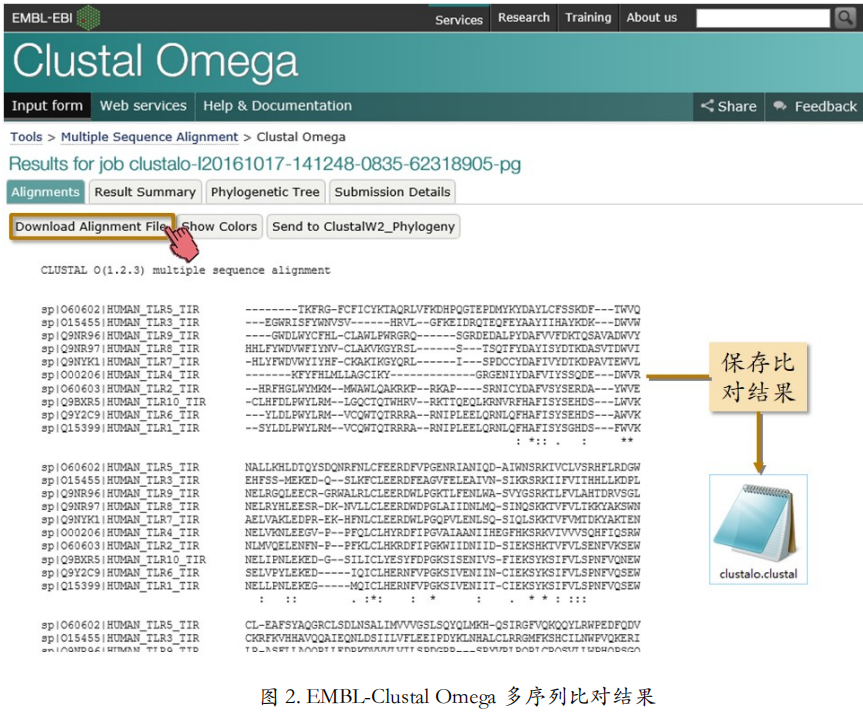 EMBL-EBI
Services Research Training About us
Clustal Omega
Input form Web services Help & Documentation Share Feedback
Tools > Multiple Sequence Alignment > Clustal Omega
Results for job clustalo-I20161017-141248-0835-62318905-pg
Alignments Result Summary Phylogenetic Tree Submission Details
Download Alignment File Show Colors Send to ClustalW2_Phylogeny
CLUSTAL O(1.2.3) multiple sequence alignment
sp|O60602|HUMAN_TLR5_TIR --------TKFRG-FCFICYKTAQRLVFKDHPQGTEPDMYKYDAYLCFSSKDF---TWVQ
sp|O15455|HUMAN_TLR3_TIR ---EGWRISFYWNVSV------HRVL--GFKEIDRQTEQFEYAAYIIHAYKDK---DWVW
sp|Q9NR96|HUMAN_TLR9_TIR ----GWDLWYCFHL-CLAWLPWRGRQ------SGRDEDALPYDAFVVFDKTQSAVADWVY
sp|Q9NR97|HUMAN_TLR8_TIR HHLFYWDVWFIYNV-CLAKVKGYRSL------S---TSQTFYDAYISYDTKDASVTDWVI
sp|Q9NYK1|HUMAN_TLR7_TIR -HLYFWDVWYIYHF-CKAKIKGYQRL------I---SPDCCYDAFIVYDTKDPAVTEWVL
sp|O00206|HUMAN_TLR4_TIR ------KFYFHLMLLAGCIKY-----------GRGENIYDAFVIYSSQDE---DWVR
sp|O60603|HUMAN_TLR2_TIR --HRFHGLWYMKM--MWAWLQAKRKP--RKAP----SRNICYDAFVSYSERDA---YWVE
sp|Q9BXR5|HUMAN_TLR10_TIR --CLHFDLPWYLRM--LGQCTQTWHRV--RKTTQEQLKRNVRFHAFISYSEHDS---LWVK
sp|Q9Y2C9|HUMAN_TLR6_TIR ---YLDLPWYLRM--VCQWTQTRRRA--RNIPLEELQRNLQFHAFISYSEHDS---AWVK
sp|Q15399|HUMAN_TLR1_TIR ---SYLDLPWYLRM--VCQWTQTRRRA--RNIPLEELQRNLQFHAFISYSGHDS---FWVK
: *:: . : **
sp|O60602|HUMAN_TLR5_TIR NALLKHLDTQYSDQNRFNLCFEERDFVPGENRIANIQD-AIWNSRKIVCLVSRHFLRDGW
sp|O15455|HUMAN_TLR3_TIR EHFSS-MEKED-Q--SLKFCLEERDFEAGVFELEAIVN-SIKRSRKIIFVITHHLLKDPL
sp|Q9NR96|HUMAN_TLR9_TIR NELRGQLEECR-GRWALRLCLEERDWLPGKTLFENLWA-SVYGSRKTLFVLAHTDRVSGL
sp|Q9NR97|HUMAN_TLR8_TIR NELRYHLEESR-DKNVLLCLEERDWDPGLAIIDNLMQ-SINQSKKTVFVLTKKYAKSWN
sp|Q9NYK1|HUMAN_TLR7_TIR AELVAKLEDPR-EKHFNLCLEERDWLPGQPVLENLSQ-SIQLSKKTVFVMTDKYAKTEN
sp|O00206|HUMAN_TLR4_TIR NELVKNLEEGV-P--PFQLCLHYRDFIPGVAIAANIIHEGFHKSRKVIVVVSQHFIQSRW
sp|O60603|HUMAN_TLR2_TIR NLMVQELENFN-P--PFKLCLHKRDFIPGKWIIDNIID-SIEKSHKTVFVLSENFVKSEW
sp|Q9BXR5|HUMAN_TLR10_TIR NELIPNLEKED-G--SILICLYESYFDPGKSISENIVS-FIEKSYKSIFVLSPNFVQNEW
sp|Q9Y2C9|HUMAN_TLR6_TIR SELVPYLEKED-----IQICLHERNFVPGKSIVENIIN-CIEKSYKSIFVLSPNFVQSEW
sp|Q15399|HUMAN_TLR1_TIR NELLPNLEKEG-----MQICLHERNFVPGKSIVENIIT-CIEKSYKSIFVLSPNFVQSEW
: :: . :*: : * : . : * * : :::
sp|O60602|HUMAN_TLR5_TIR CL-EAFSYAQGRCLSDLNSALIMVVVGSLSQYQLMKH-QSIRGFVQKQQYLRWPEDFQDV
sp|O15455|HUMAN_TLR3_TIR CKRFKVHHAVQQAIEQNLDSIILVFLEEIPDYKLNHALCLRRGMFKSHCILNWPVQKERI
保存比
对结果
clustalo.clustal
图 2. EMBL-Clustal Omega 多序列比对结果